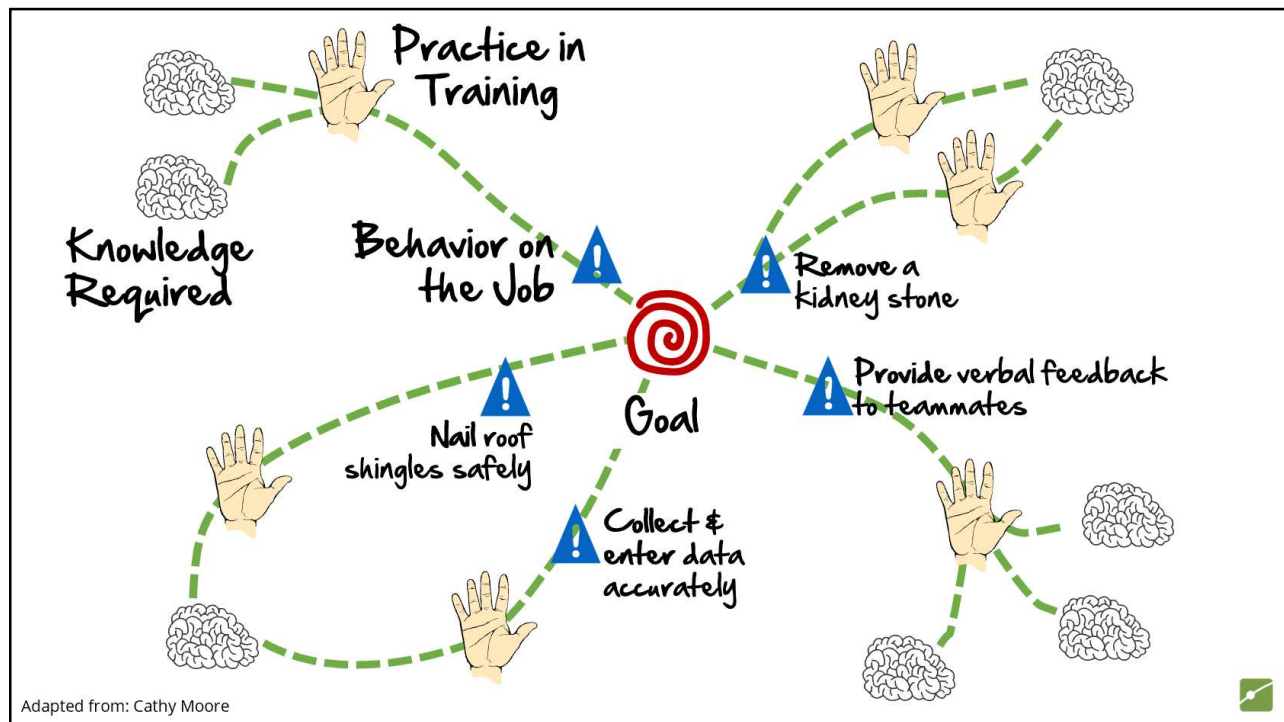 Practice in
Training
Knowledge
Required
Behavior on
the Job
Remove a
kidney stone
Goal
Provide verbal feedback
to teammates
Nail roof
shingles safely
Collect &
enter data
accurately
Adapted from: Cathy Moore